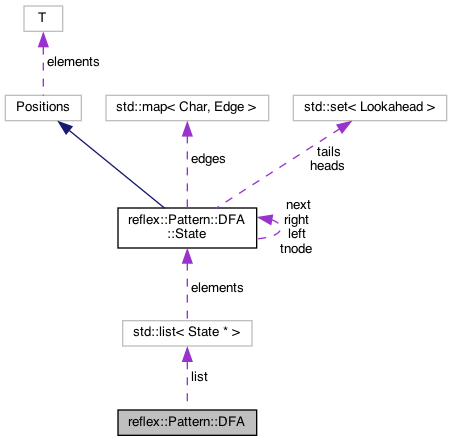 T
elements
Positions
std::map< Char, Edge >
std::set< Lookahead >
edges
tails
heads
reflex::Pattern::DFA
::State
next
right
left
tnode
elements
std::list< State * >
list
reflex::Pattern::DFA